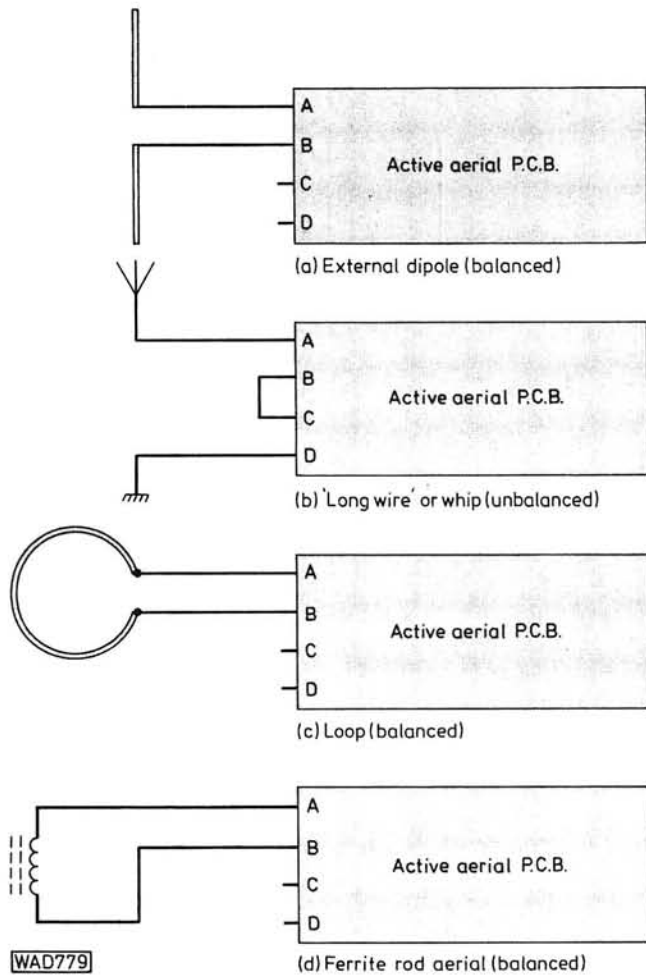 A
B
Active aerial P.C.B.
C
D
(a) External dipole (balanced)
A
B
Active aerial P.C.B.
C
D
(b) 'Long wire' or whip (unbalanced)
A
B
Active aerial P.C.B.
C
D
(c) Loop (balanced)
A
B
Active aerial P.C.B.
C
D
WAD779
(d) Ferrite rod aerial (balanced)